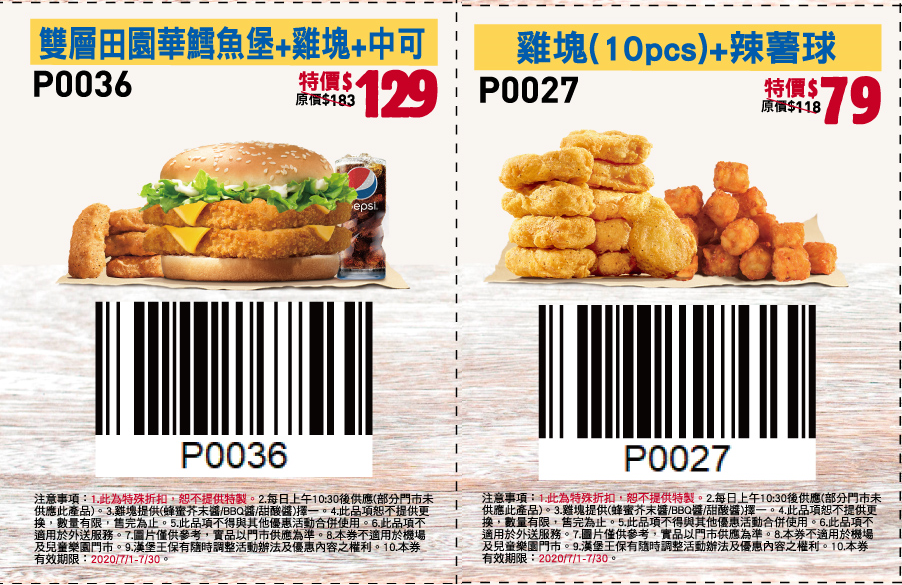 雙層田園華鱈魚堡+雞塊+中可
P0036
特價$129
原價$183
pepsi
P0036
注意事項：1.此為特殊折扣，恕不提供特製。2.每日上午10:30後供應(部分門市未
供應此產品)。3.雞塊提供(蜂蜜芥末醬/BBQ醬/甜酸醬)擇一。4.此品項恕不提供更
換，數量有限，售完為止。5.此品項不得與其他優惠活動合併使用。6.此品項不
適用於外送服務。7.圖片僅供參考，實品以門市供應為準。8.本券不適用於機場
及兒童樂園門市。9.漢堡王保有隨時調整活動辦法及優惠內容之權利。10.本券
有效期限：2020/7/1-7/30。
雞塊(10pcs)+辣薯球
P0027
特價$79
原價$118
P0027
注意事項：1.此為特殊折扣，恕不提供特製。2.每日上午10:30後供應(部分門市未
供應此產品)。3.雞塊提供(蜂蜜芥末醬/BBQ醬/甜酸醬)擇一。4.此品項恕不提供更
換，數量有限，售完為止。5.此品項不得與其他優惠活動合併使用。6.此品項不
適用於外送服務。7.圖片僅供參考，實品以門市供應為準。8.本券不適用於機場
及兒童樂園門市。9.漢堡王保有隨時調整活動辦法及優惠內容之權利。10.本券
有效期限：2020/7/1-7/30。